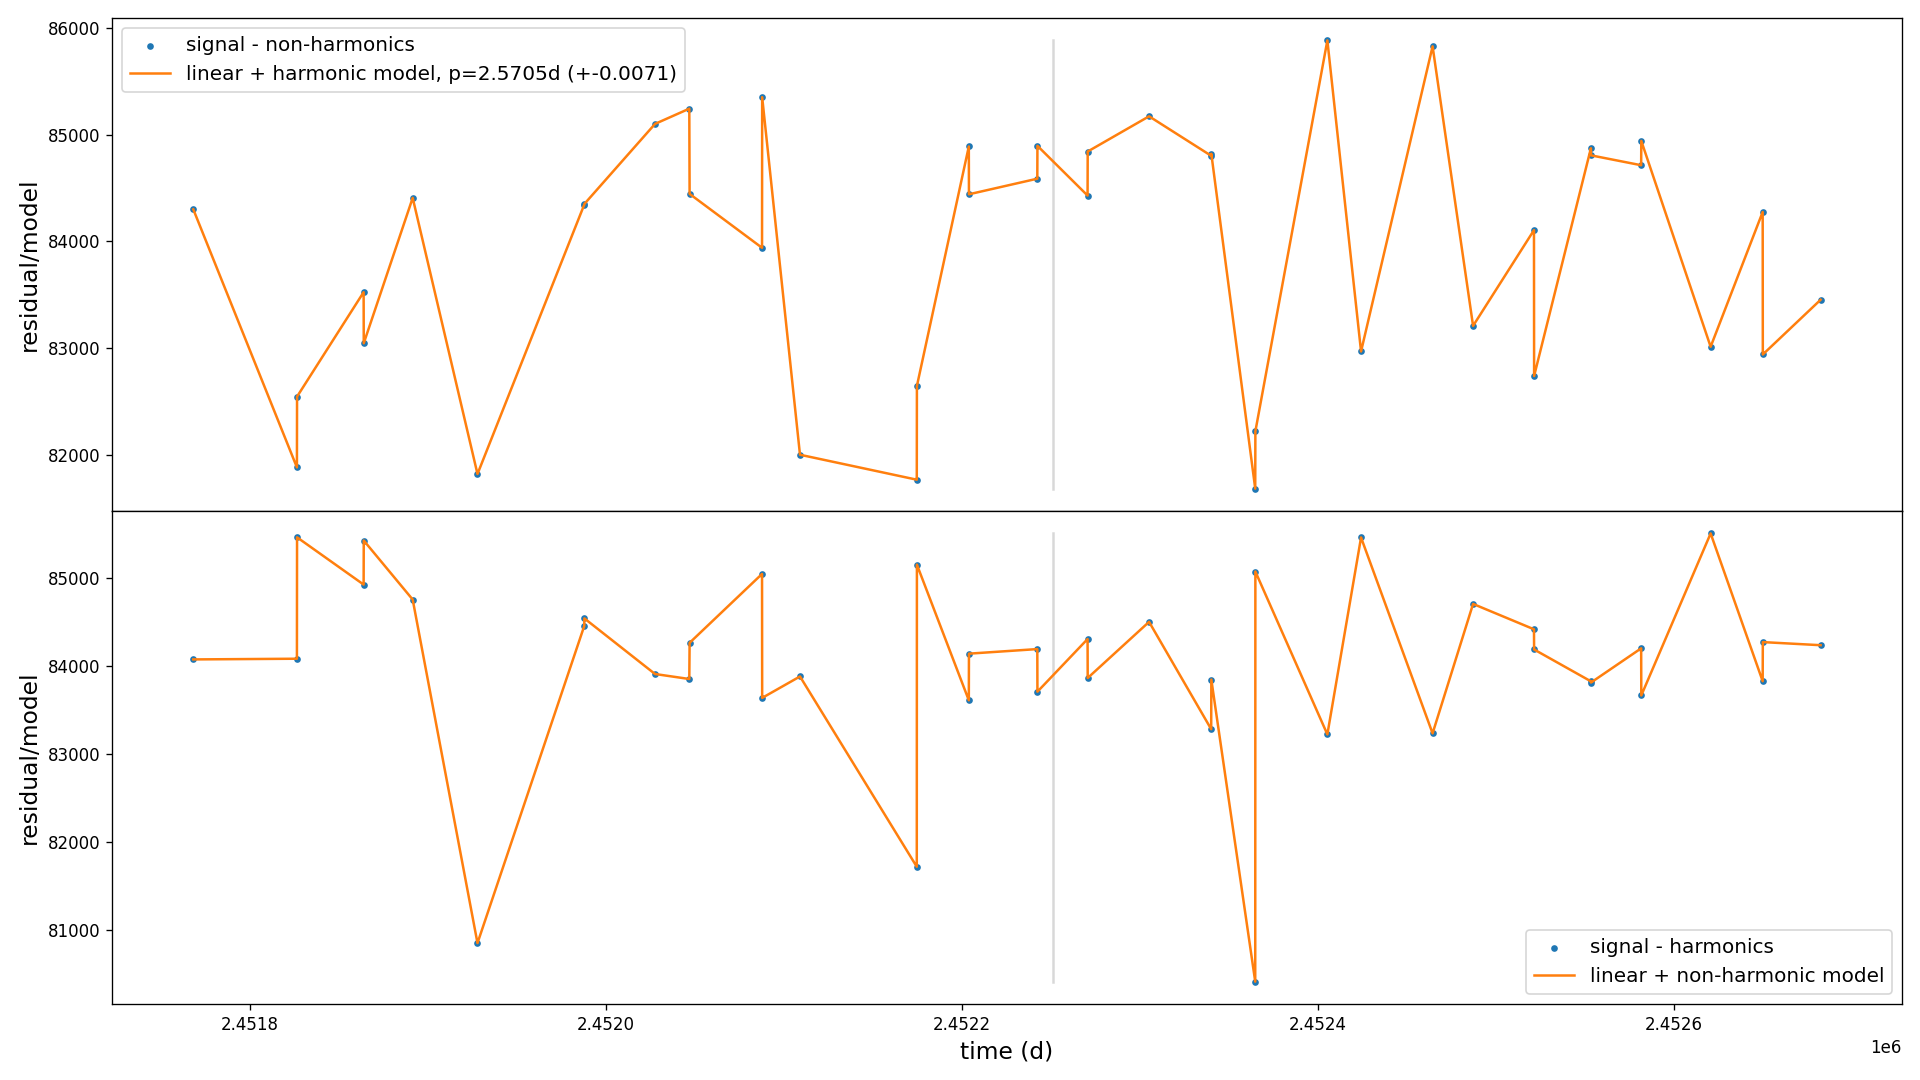 86000
85000
84000
83000
82000
residual/model
signal - non-harmonics
linear + harmonic model, p=2.5705d (+-0.0071)
85000
84000
83000
82000
81000
residual/model
signal - harmonics
linear + non-harmonic model
2.4518 2.4520 2.4522 2.4524 2.4526
time (d)
1e6